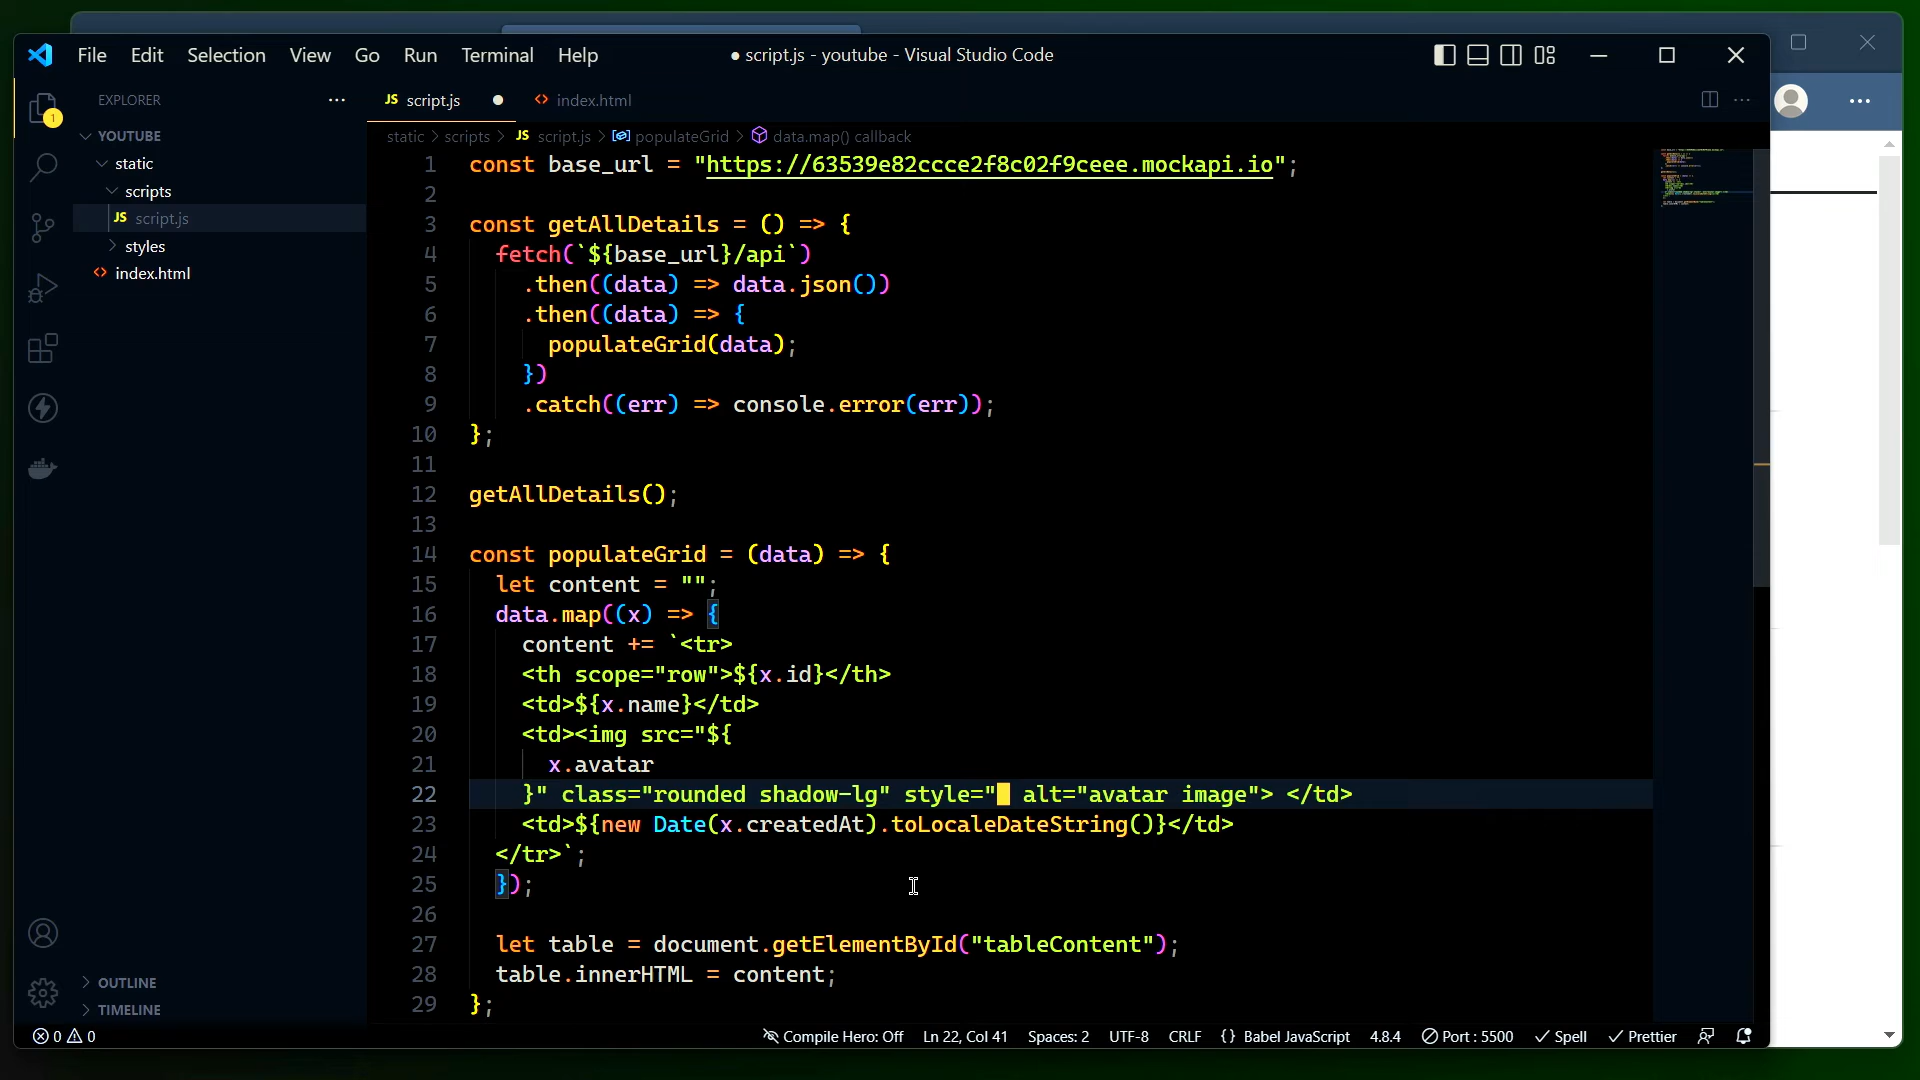 File Edit Selection View Go Run Terminal Help
● script.js - youtube - Visual Studio Code
EXPLORER
JS script.js
index.html
YOUTUBE
static > scripts > JS script.js > populateGrid > data.map() callback
static
scripts
JS script.js
styles
index.html
1
1 const base_url = "https://63539e82ccce2f8c02f9ceee.mockapi.io";
2
3 const getAllDetails = () => {
4 fetch(`${base_url}/api`)
5 .then((data) => data.json())
6 .then((data) => {
7 populateGrid(data);
8 })
9 .catch((err) => console.error(err));
10 };
11
12 getAllDetails();
13
14 const populateGrid = (data) => {
15 let content = "";
16 data.map((x) => {
17 content += `<tr>
18 <th scope="row">${x.id}</th>
19 <td>${x.name}</td>
20 <td><img src="${
21 x.avatar
22 }" class="rounded shadow-lg" style=" alt="avatar image"> </td>
23 <td>${new Date(x.createdAt).toLocaleDateString()}</td>
24 </tr>`;
25 });
26
27 let table = document.getElementById("tableContent");
28 table.innerHTML = content;
29 };
OUTLINE
TIMELINE
0 0
Compile Hero: Off
Ln 22, Col 41
Spaces: 2
UTF-8
CRLF
{} Babel JavaScript
4.8.4
Port : 5500
Spell
Prettier